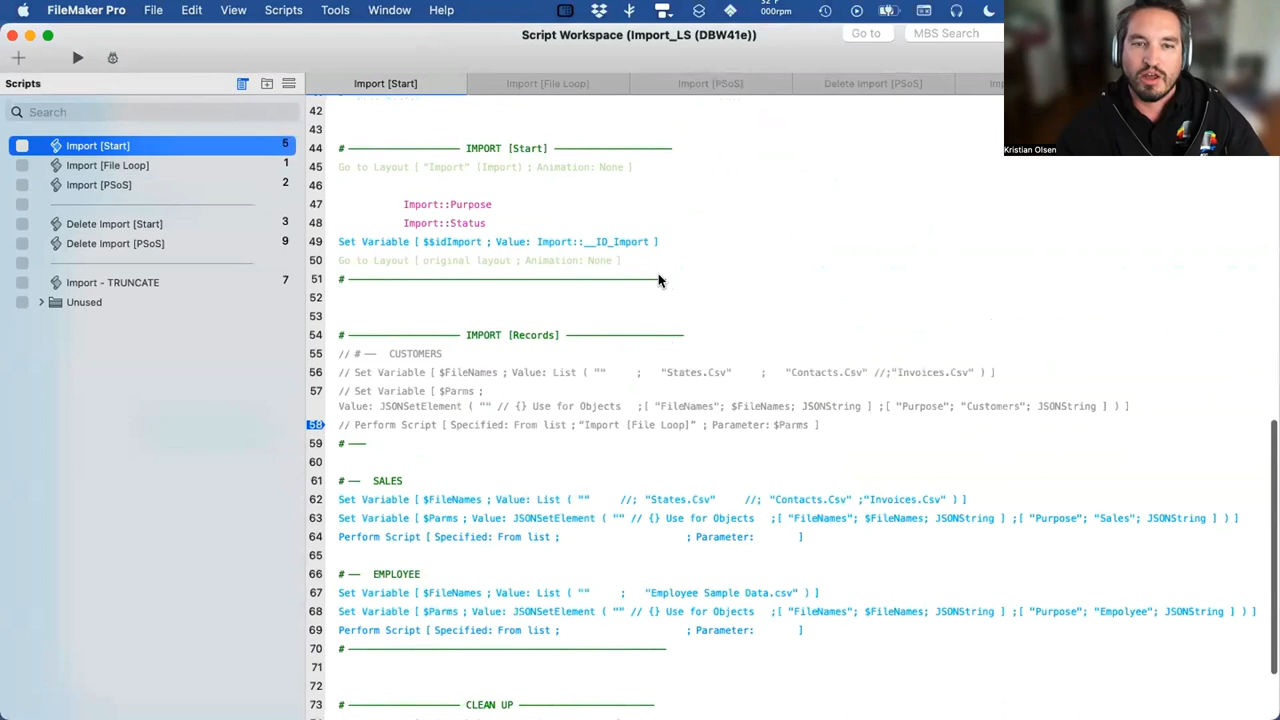 FileMaker Pro File Edit View Scripts Tools Window Help
000rpm
Script Workspace (Import_LS (DBW41e))
Go to
MBS Search
Scripts
Import [Start]
Import [File Loop]
Import [PSoS]
Delete Import [PSoS]
Search
Import [Start] 5
Import [File Loop] 1
Import [PSoS] 2
Delete Import [Start] 3
Delete Import [PSoS] 9
Import - TRUNCATE 7
Unused
Kristian Olsen
42
43
44 # —————— IMPORT [Start] ——————
45 Go to Layout [ “Import” (Import) ; Animation: None ]
46
47 Import::Purpose
48 Import::Status
49 Set Variable [ $$idImport ; Value: Import::__ID_Import ]
50 Go to Layout [ original layout ; Animation: None ]
51 # ——————————————————
52
53
54 # —————— IMPORT [Records] ——————
55 // # —— CUSTOMERS
56 // Set Variable [ $FileNames ; Value: List ( "" ; "States.Csv" ; "Contacts.Csv" //;"Invoices.Csv" ) ]
57 // Set Variable [ $Parms ;
Value: JSONSetElement ( "" // {} Use for Objects ;[ "FileNames"; $FileNames; JSONString ] ;[ "Purpose"; "Customers"; JSONString ] ) ]
58 // Perform Script [ Specified: From list ; “Import [File Loop]” ; Parameter: $Parms ]
59 # ——
60
61 # —— SALES
62 Set Variable [ $FileNames ; Value: List ( "" //; "States.Csv" //; "Contacts.Csv" ;"Invoices.Csv" ) ]
63 Set Variable [ $Parms ; Value: JSONSetElement ( "" // {} Use for Objects ;[ "FileNames"; $FileNames; JSONString ] ;[ "Purpose"; "Sales"; JSONString ] ) ]
64 Perform Script [ Specified: From list ; ; Parameter: ]
65
66 # —— EMPLOYEE
67 Set Variable [ $FileNames ; Value: List ( "" ; "Employee Sample Data.csv" ) ]
68 Set Variable [ $Parms ; Value: JSONSetElement ( "" // {} Use for Objects ;[ "FileNames"; $FileNames; JSONString ] ;[ "Purpose"; "Empolyee"; JSONString ] ) ]
69 Perform Script [ Specified: From list ; ; Parameter: ]
70 # ——————————————————
71
72
73 # —————— CLEAN UP ——————